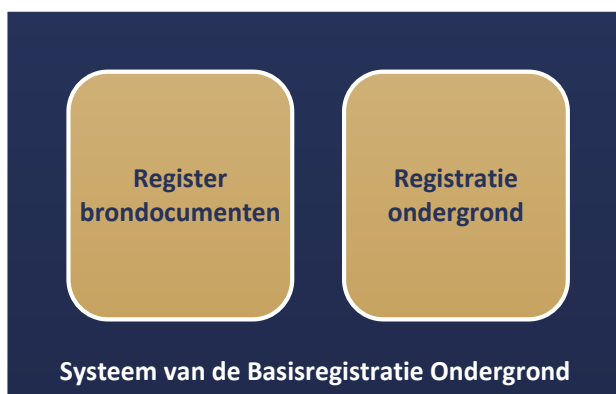 Register
brondocumenten
Registratie
ondergrond
Systeem van de Basisregistratie Ondergrond